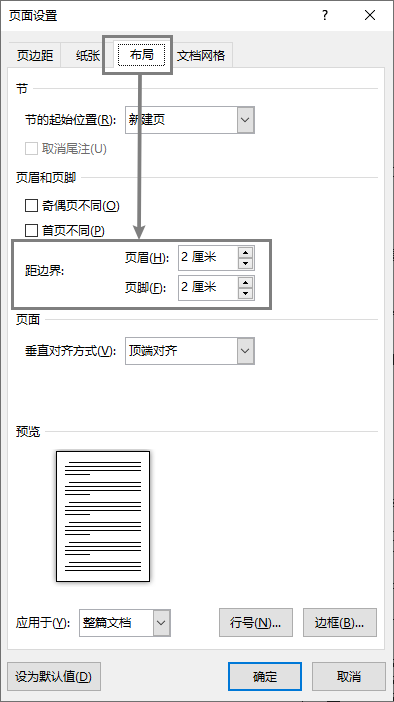 页面设置
页边距 纸张 布局 文档网格
节
节的起始位置(R): 新建页
取消尾注(U)
页眉和页脚
奇偶页不同(O)
首页不同(P)
距边界: 页眉(H): 2 厘米
页脚(F): 2 厘米
页面
垂直对齐方式(V): 顶端对齐
预览
应用于(Y): 整篇文档 行号(N)... 边框(B)...
设为默认值(D) 确定 取消